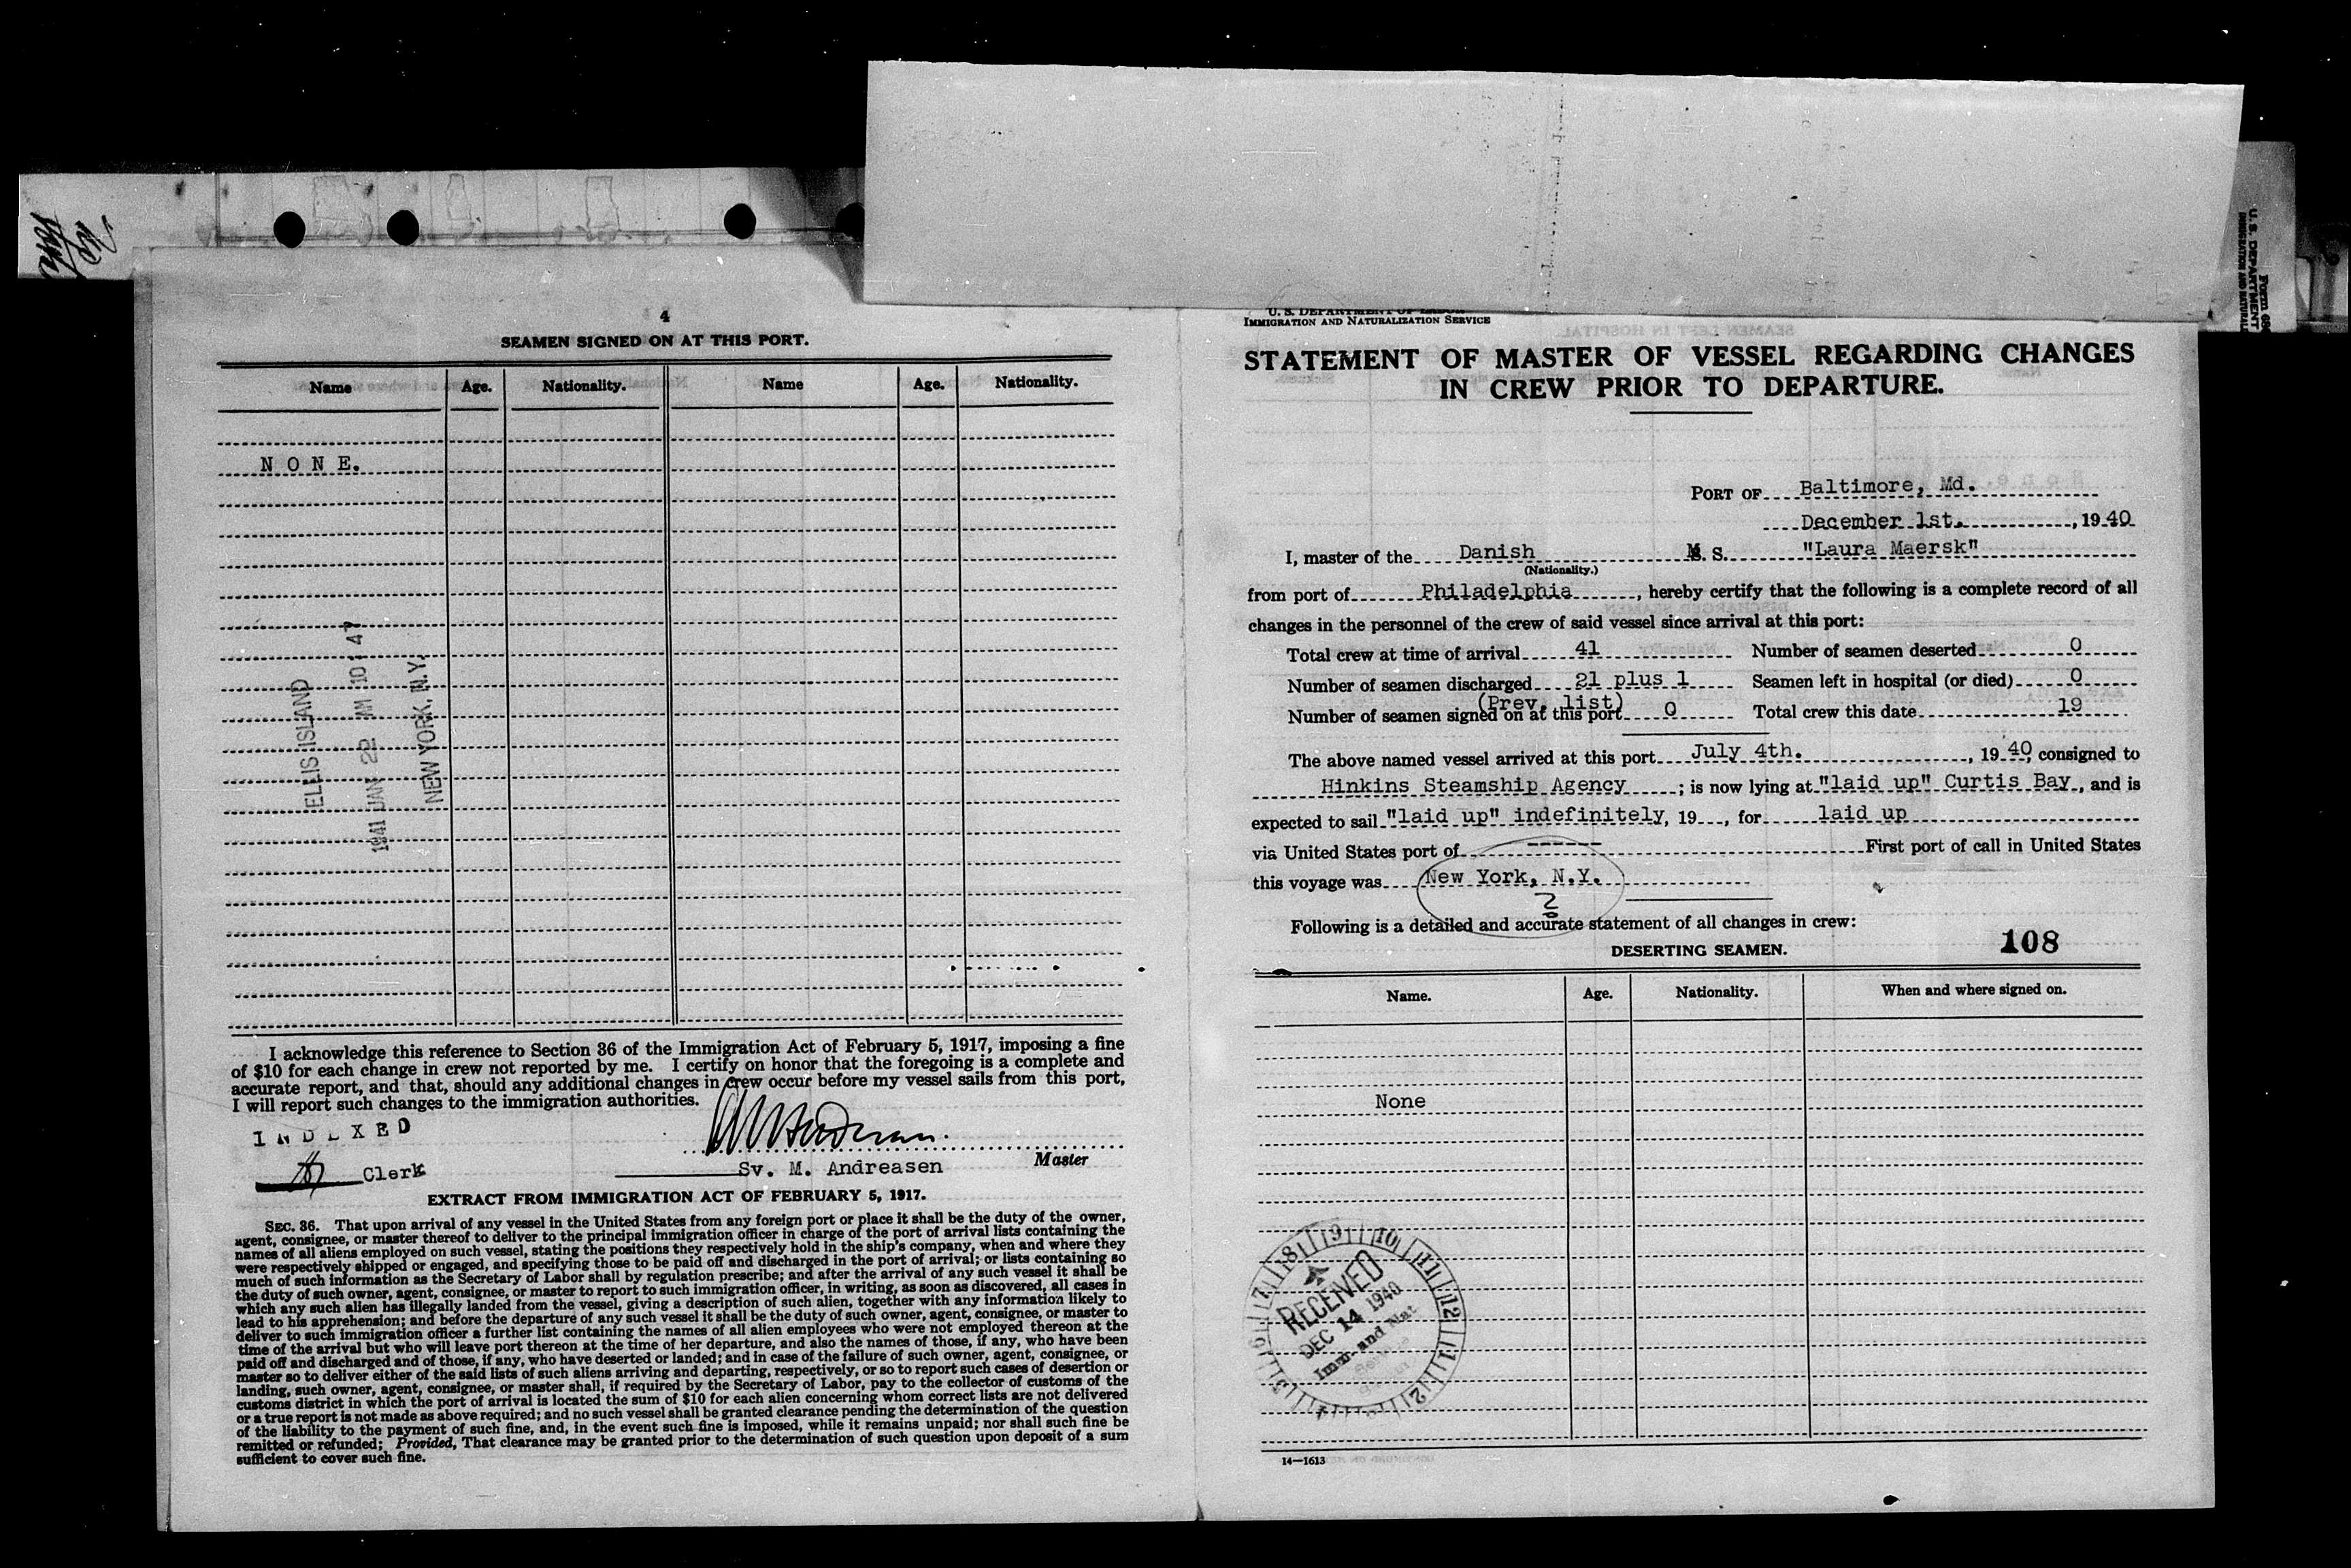 4
SEAMEN SIGNED ON AT THIS PORT.
Name Age. Nationality. Name Age. Nationality.
N O N E.
ELLIS ISLAND
1941 JAN 22 AM 10 : 47
NEW YORK, N.Y.
I acknowledge this reference to Section 36 of the Immigration Act of February 5, 1917, imposing a fine
of $10 for each change in crew not reported by me. I certify on honor that the foregoing is a complete and
accurate report, and that, should any additional changes in crew occur before my vessel sails from this port,
I will report such changes to the immigration authorities.
INDEXED
Clerk
Sv. M. Andreasen Master
EXTRACT FROM IMMIGRATION ACT OF FEBRUARY 5, 1917.
SEC. 36. That upon arrival of any vessel in the United States from any foreign port or place it shall be the duty of the owner,
agent, consignee, or master thereof to deliver to the principal immigration officer in charge of the port of arrival lists containing the
names of all aliens employed on such vessel, stating the positions they respectively hold in the ship's company, when and where they
were respectively shipped or engaged, and specifying those to be paid off and discharged in the port of arrival; or lists containing so
much of such information as the Secretary of Labor shall by regulation prescribe; and after the arrival of any such vessel it shall be
the duty of such owner, agent, consignee, or master to report to such immigration officer, in writing, as soon as discovered, all cases in
which any such alien has illegally landed from the vessel, giving a description of such alien, together with any information likely to
lead to his apprehension; and before the departure of any such vessel it shall be the duty of such owner, agent, consignee, or master to
deliver to such immigration officer a further list containing the names of all alien employees who were not employed thereon at the
time of the arrival but who will leave port thereon at the time of her departure, and also the names of those, if any, who have been
paid off and discharged and of those, if any, who have deserted or landed; and in case of the failure of such owner, agent, consignee, or
master so to deliver either of the said lists of such aliens arriving and departing, respectively, or so to report such cases of desertion or
landing, such owner, agent, consignee, or master shall, if required by the Secretary of Labor, pay to the collector of customs of the
customs district in which the port of arrival is located the sum of $10 for each alien concerning whom correct lists are not delivered
or a true report is not made as above required; and no such vessel shall be granted clearance pending the determination of the question
of the liability to the payment of such fine, and, in the event such fine is imposed, while it remains unpaid; nor shall such fine be
remitted or refunded; Provided, That clearance may be granted prior to the determination of such question upon deposit of a sum
sufficient to cover such fine.
U. S. DEPARTMENT OF LABOR
IMMIGRATION AND NATURALIZATION SERVICE
STATEMENT OF MASTER OF VESSEL REGARDING CHANGES
IN CREW PRIOR TO DEPARTURE.
PORT OF Baltimore, Md.
December 1st., 1940
I, master of the Danish M. S. "Laura Maersk"
(Nationality.)
from port of Philadelphia, hereby certify that the following is a complete record of all
changes in the personnel of the crew of said vessel since arrival at this port:
Total crew at time of arrival 41 Number of seamen deserted 0
Number of seamen discharged 21 plus 1 Seamen left in hospital (or died) 0
(Prev. list)
Number of seamen signed on at this port 0 Total crew this date 19
The above named vessel arrived at this port July 4th., 1940, consigned to
Hinkins Steamship Agency; is now lying at "laid up" Curtis Bay, and is
expected to sail "laid up" indefinitely, 19 , for laid up
via United States port of ----- First port of call in United States
this voyage was New York, N.Y.
?
Following is a detailed and accurate statement of all changes in crew:
DESERTING SEAMEN. 108
Name. Age. Nationality. When and where signed on.
None
RECEIVED
DEC 14 1940
Imm. and Nat
9 10 11 12 1 2
7 8
14—1613
Form 68
U. S. DEPARTMENT
IMMIGRATION AND NATURALI